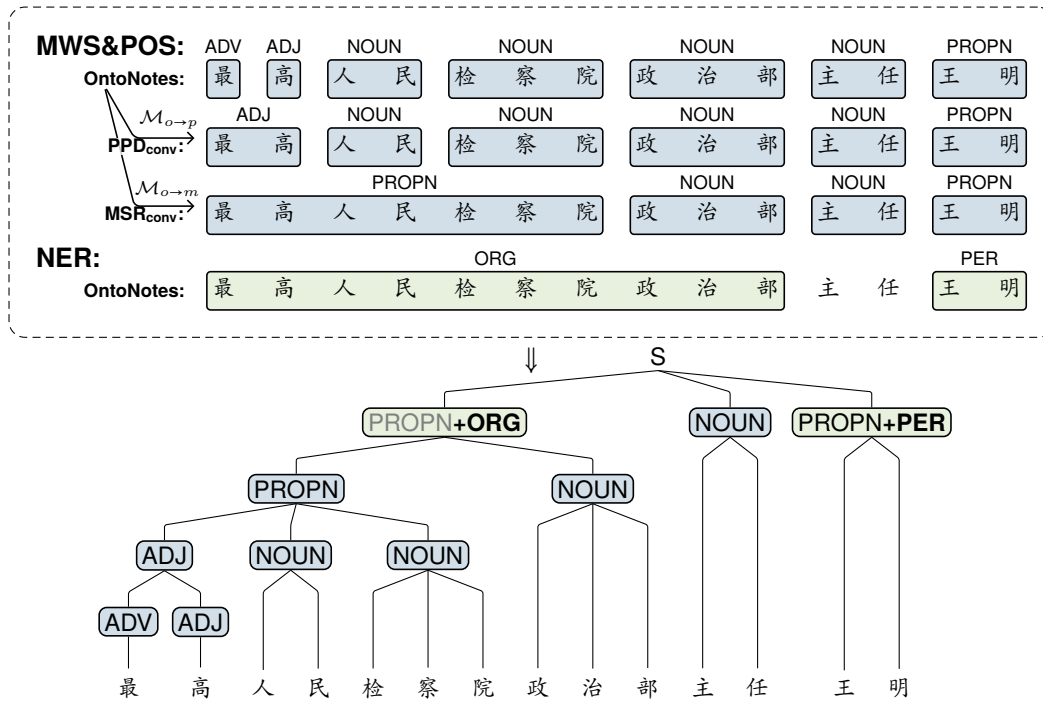 MWS&POS:
ADV ADJ NOUN NOUN NOUN NOUN PROPN
OntoNotes: 最 高 人 民 检 察 院 政 治 部 主 任 王 明
M o→p ADJ NOUN NOUN NOUN NOUN PROPN
PPDconv: 最 高 人 民 检 察 院 政 治 部 主 任 王 明
M o→m PROPN NOUN NOUN PROPN
MSRconv: 最 高 人 民 检 察 院 政 治 部 主 任 王 明
NER: ORG PER
OntoNotes: 最 高 人 民 检 察 院 政 治 部 主 任 王 明
⇓ S
PROPN+ORG NOUN PROPN+PER
PROPN NOUN
ADJ NOUN NOUN
ADV ADJ
最 高 人 民 检 察 院 政 治 部 主 任 王 明